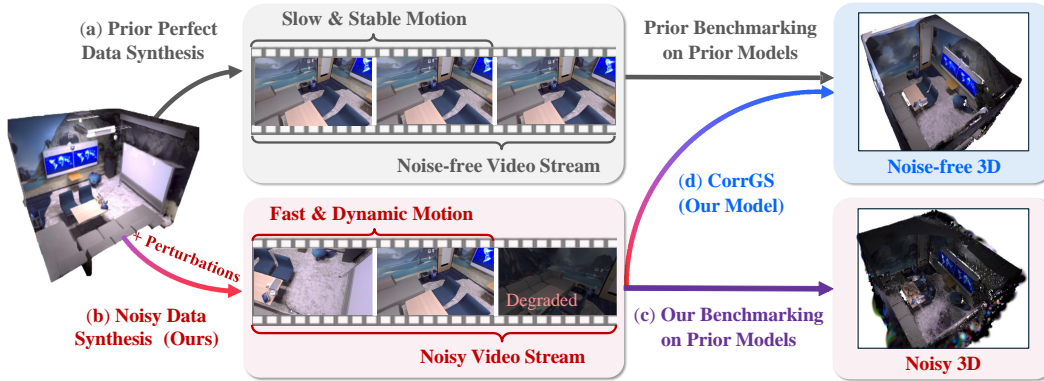 (a) Prior Perfect
Data Synthesis
Slow & Stable Motion
Noise-free Video Stream
Prior Benchmarking
on Prior Models
Noise-free 3D
(d) CorrGS
(Our Model)
+ Perturbations
(b) Noisy Data
Synthesis (Ours)
Fast & Dynamic Motion
Degraded
Noisy Video Stream
(c) Our Benchmarking
on Prior Models
Noisy 3D